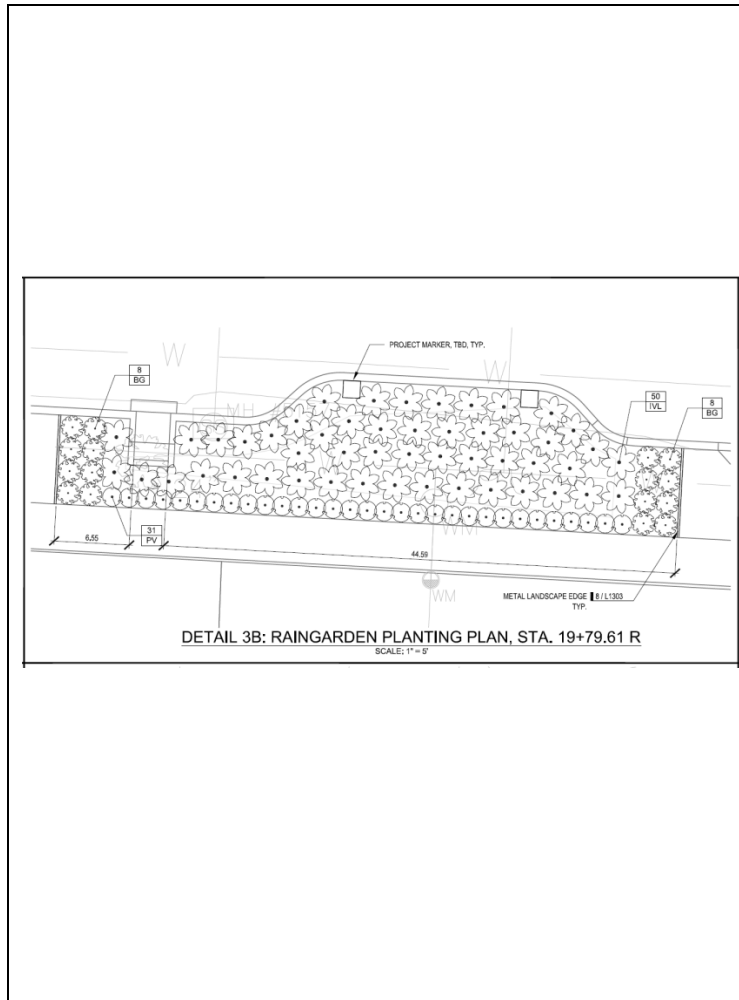 PROJECT MARKER, TBD, TYP.
W
W
8
BG
MH
50
IVL
8
BG
31
PV
6.55
WM
44.59
WM
METAL LANDSCAPE EDGE 8 / L1303
TYP.
DETAIL 3B: RAINGARDEN PLANTING PLAN, STA. 19+79.61 R
SCALE: 1" = 5'